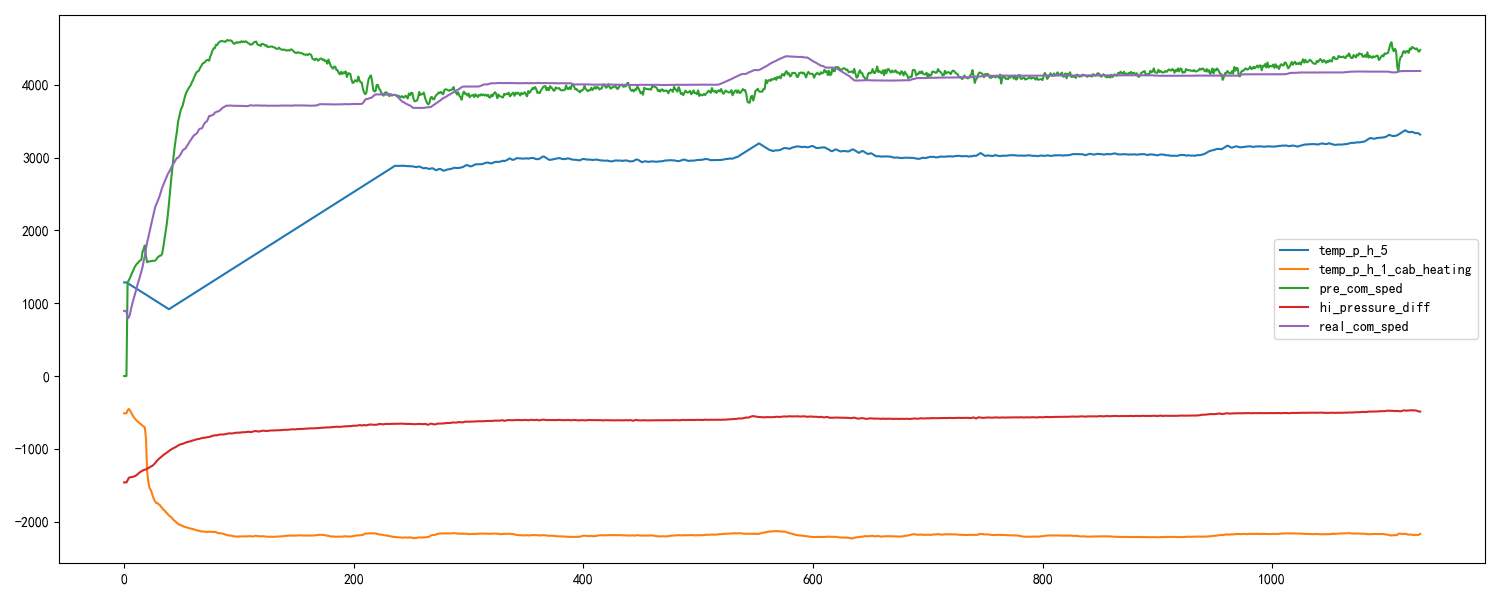 4000
3000
2000
1000
0
−1000
−2000
0
200
400
600
800
1000
temp_p_h_5
temp_p_h_1_cab_heating
pre_com_sped
hi_pressure_diff
real_com_sped